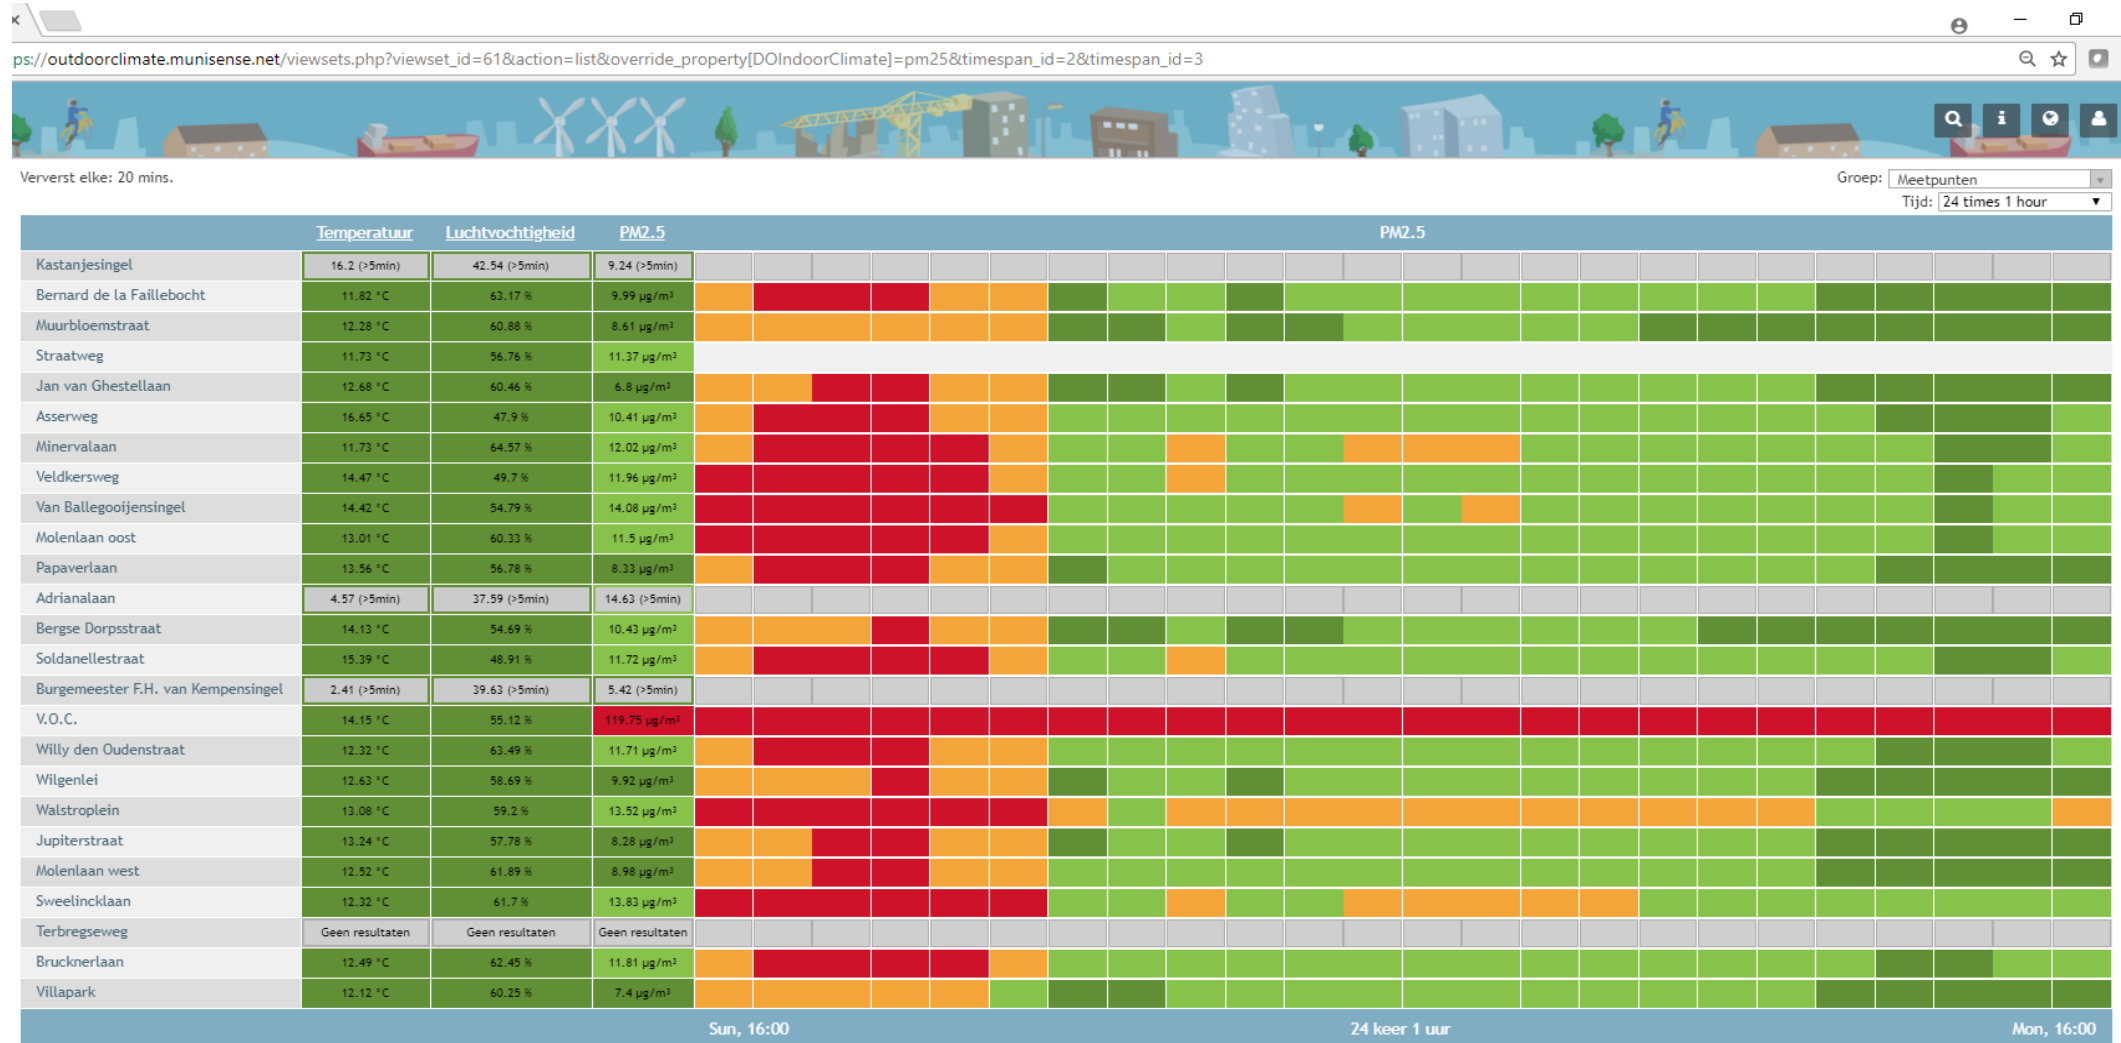 ps://outdoorclimate.munisense.net/viewsets.php?viewset_id=61&action=list&override_property[DOIndoorClimate]=pm25&timespan_id=2&timespan_id=3
Ververst elke: 20 mins.
Groep: Meetpunten
Tijd: 24 times 1 hour
Temperatuur Luchtvochtigheid PM2.5 PM2.5
Kastanjesingel 16.2 (>5min) 42.54 (>5min) 9.24 (>5min)
Bernard de la Faillebocht 11.82 °C 63.17 % 9.99 µg/m³
Muurbloemstraat 12.28 °C 60.88 % 8.61 µg/m³
Straatweg 11.73 °C 56.76 % 11.37 µg/m³
Jan van Ghestellaan 12.68 °C 60.46 % 6.8 µg/m³
Asserweg 16.65 °C 47.9 % 10.41 µg/m³
Minervalaan 11.73 °C 64.57 % 12.02 µg/m³
Veldkersweg 14.47 °C 49.7 % 11.96 µg/m³
Van Ballegooijensingel 14.42 °C 54.79 % 14.08 µg/m³
Molenlaan oost 13.01 °C 60.33 % 11.5 µg/m³
Papaverlaan 13.56 °C 56.78 % 8.33 µg/m³
Adrianalaan 4.57 (>5min) 37.59 (>5min) 14.63 (>5min)
Bergse Dorpsstraat 14.13 °C 54.69 % 10.43 µg/m³
Soldanellestraat 15.39 °C 48.91 % 11.72 µg/m³
Burgemeester F.H. van Kempensingel 2.41 (>5min) 39.63 (>5min) 5.42 (>5min)
V.O.C. 14.15 °C 55.12 % 119.75 µg/m³
Willy den Oudenstraat 12.32 °C 63.49 % 11.71 µg/m³
Wilgenlei 12.63 °C 58.69 % 9.92 µg/m³
Walstroplein 13.08 °C 59.2 % 13.52 µg/m³
Jupiterstraat 13.24 °C 57.78 % 8.28 µg/m³
Molenlaan west 12.52 °C 61.89 % 8.98 µg/m³
Sweelincklaan 12.32 °C 61.7 % 13.83 µg/m³
Terbregseweg Geen resultaten Geen resultaten Geen resultaten
Brucknerlaan 12.49 °C 62.45 % 11.81 µg/m³
Villapark 12.12 °C 60.25 % 7.4 µg/m³
Sun, 16:00 24 keer 1 uur Mon, 16:00